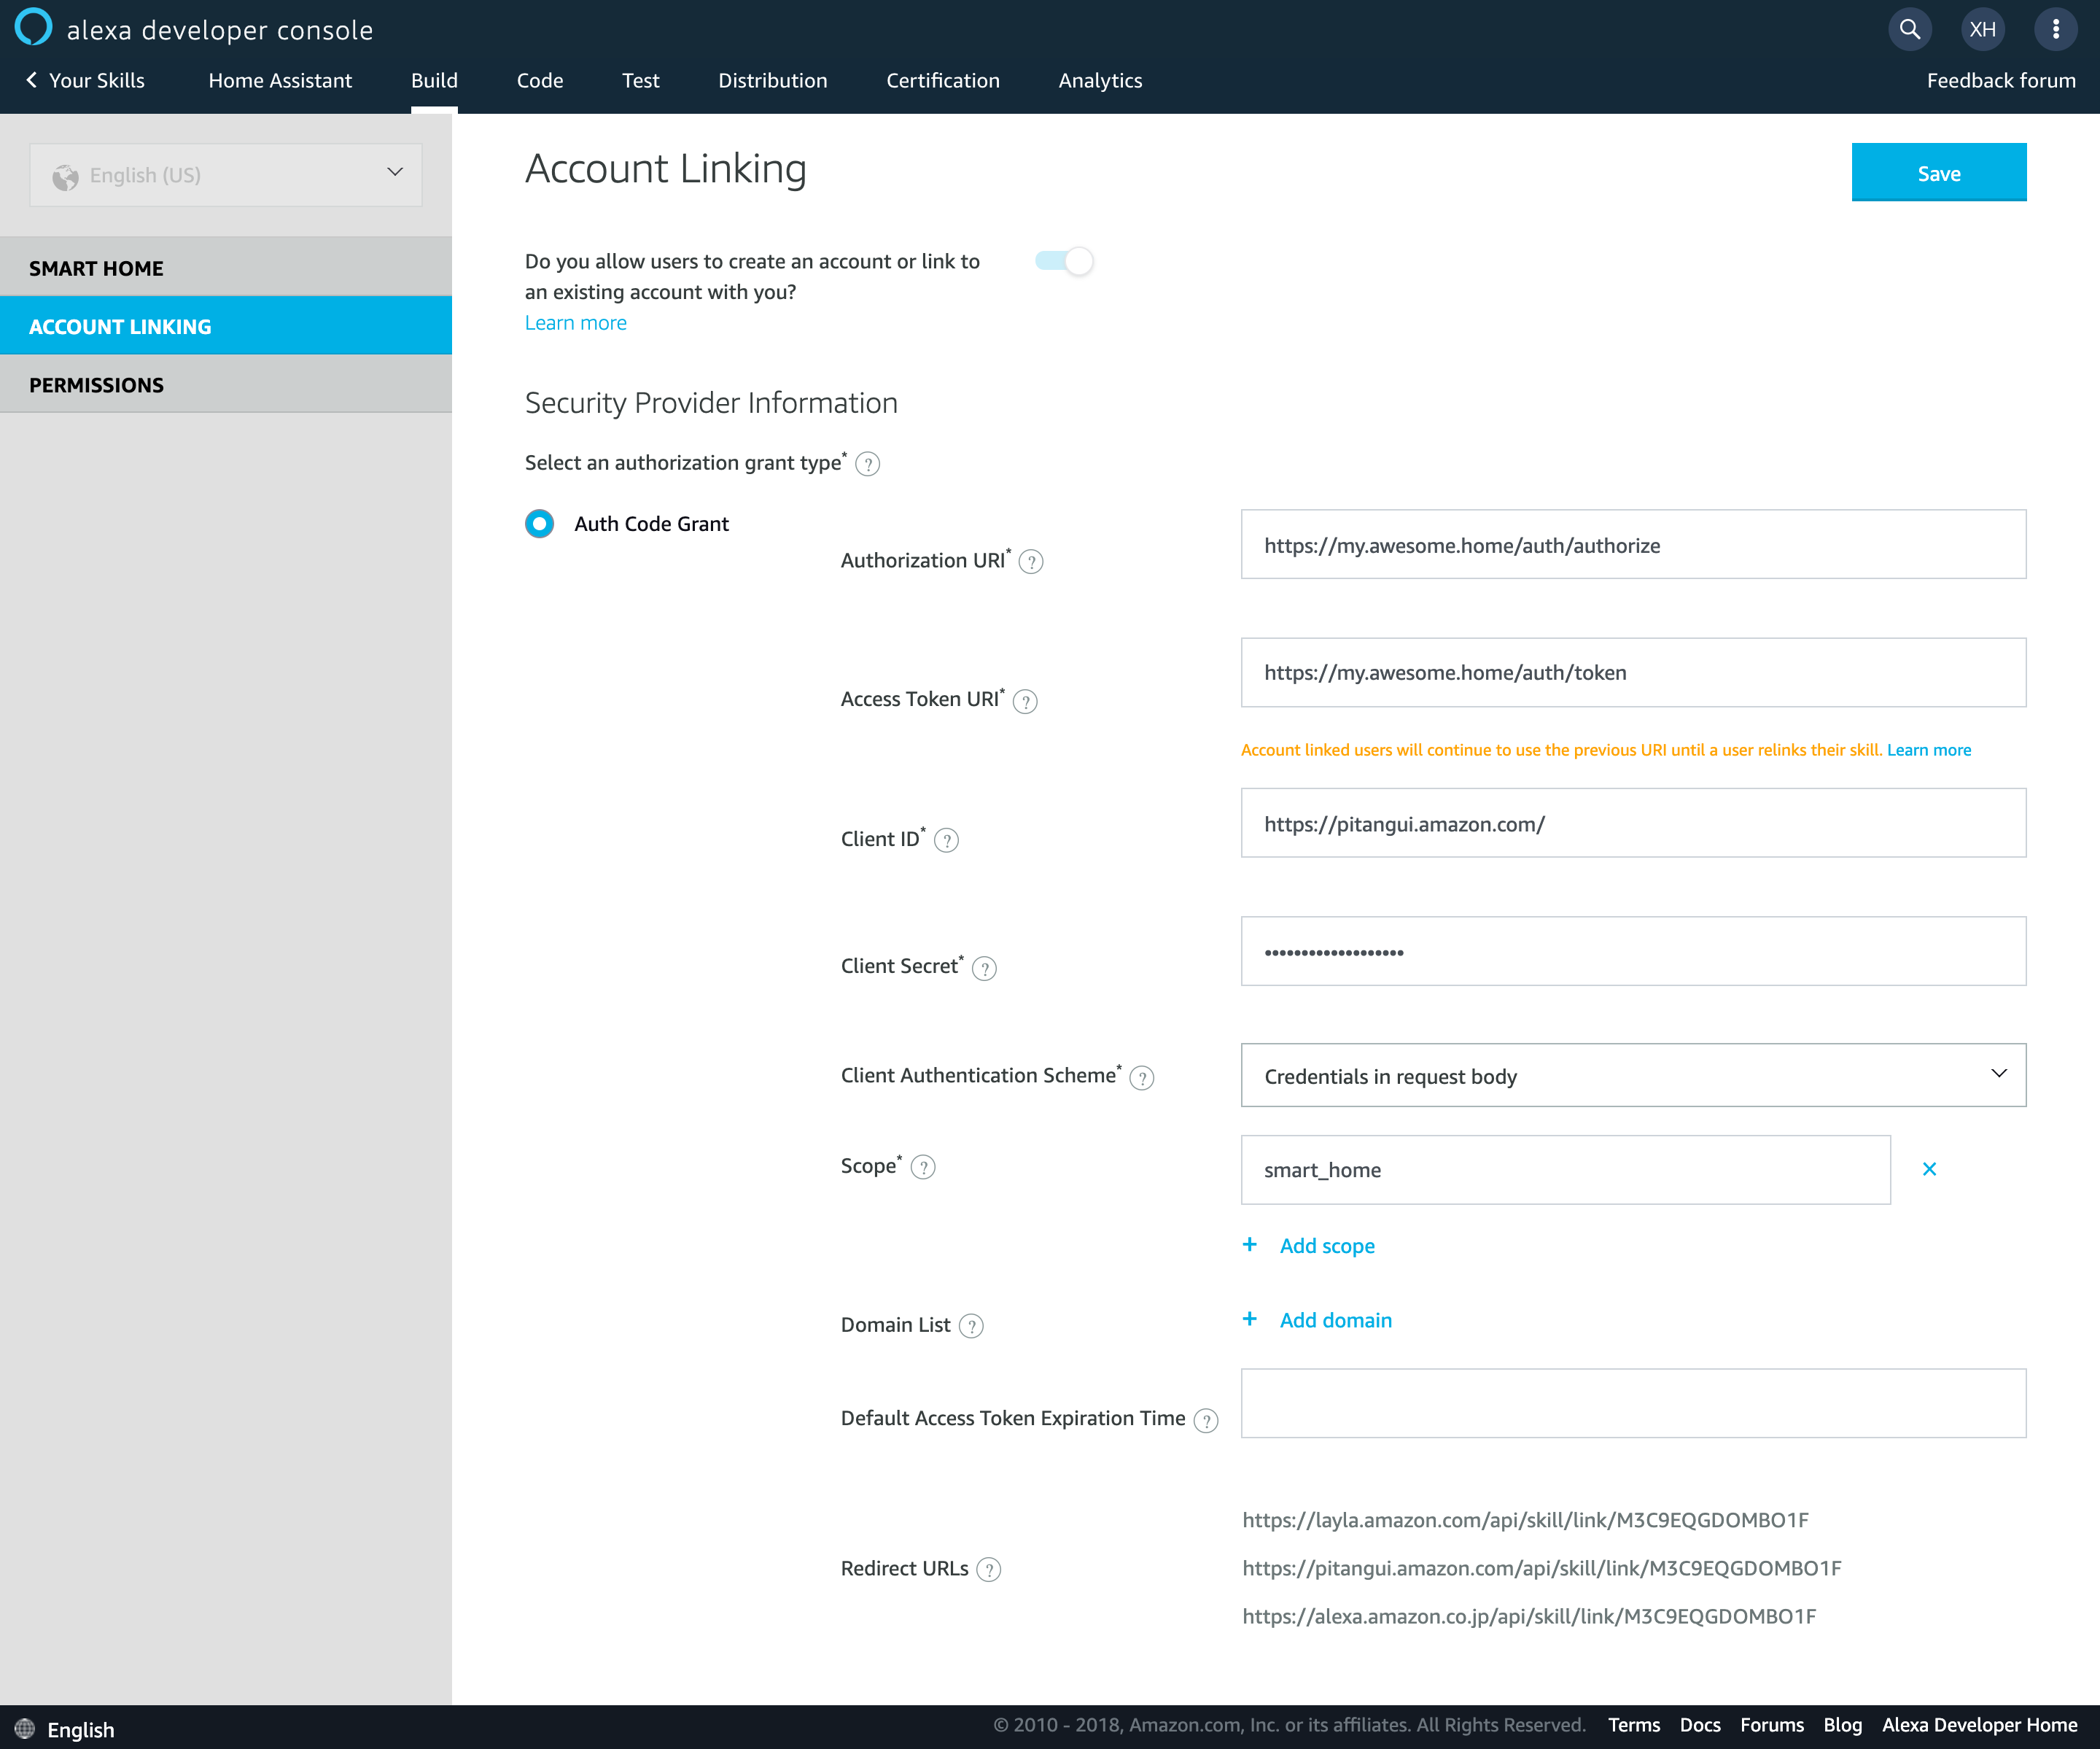 alexa developer console
XH
Your Skills
Home Assistant
Build
Code
Test
Distribution
Certification
Analytics
Feedback forum
English (US)
SMART HOME
ACCOUNT LINKING
PERMISSIONS
Account Linking
Save
Do you allow users to create an account or link to
an existing account with you?
Learn more
Security Provider Information
Select an authorization grant type* ?
Auth Code Grant
Authorization URI* ?
https://my.awesome.home/auth/authorize
Access Token URI* ?
https://my.awesome.home/auth/token
Account linked users will continue to use the previous URI until a user relinks their skill. Learn more
Client ID* ?
https://pitangui.amazon.com/
Client Secret* ?
•••••••••••••••••••
Client Authentication Scheme* ?
Credentials in request body
Scope* ?
smart_home
+ Add scope
Domain List ?
+ Add domain
Default Access Token Expiration Time ?
Redirect URLs ?
https://layla.amazon.com/api/skill/link/M3C9EQGDOMBO1F
https://pitangui.amazon.com/api/skill/link/M3C9EQGDOMBO1F
https://alexa.amazon.co.jp/api/skill/link/M3C9EQGDOMBO1F
English
© 2010 - 2018, Amazon.com, Inc. or its affiliates. All Rights Reserved.
Terms
Docs
Forums
Blog
Alexa Developer Home